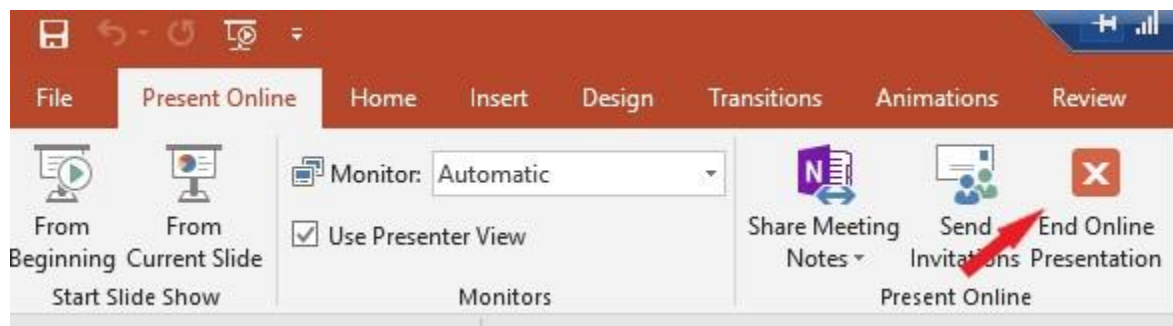 File Present Online Home Insert Design Transitions Animations Review
Monitor: Automatic
From From Use Presenter View Share Meeting Send End Online
Beginning Current Slide Notes Invitations Presentation
Start Slide Show Monitors Present Online